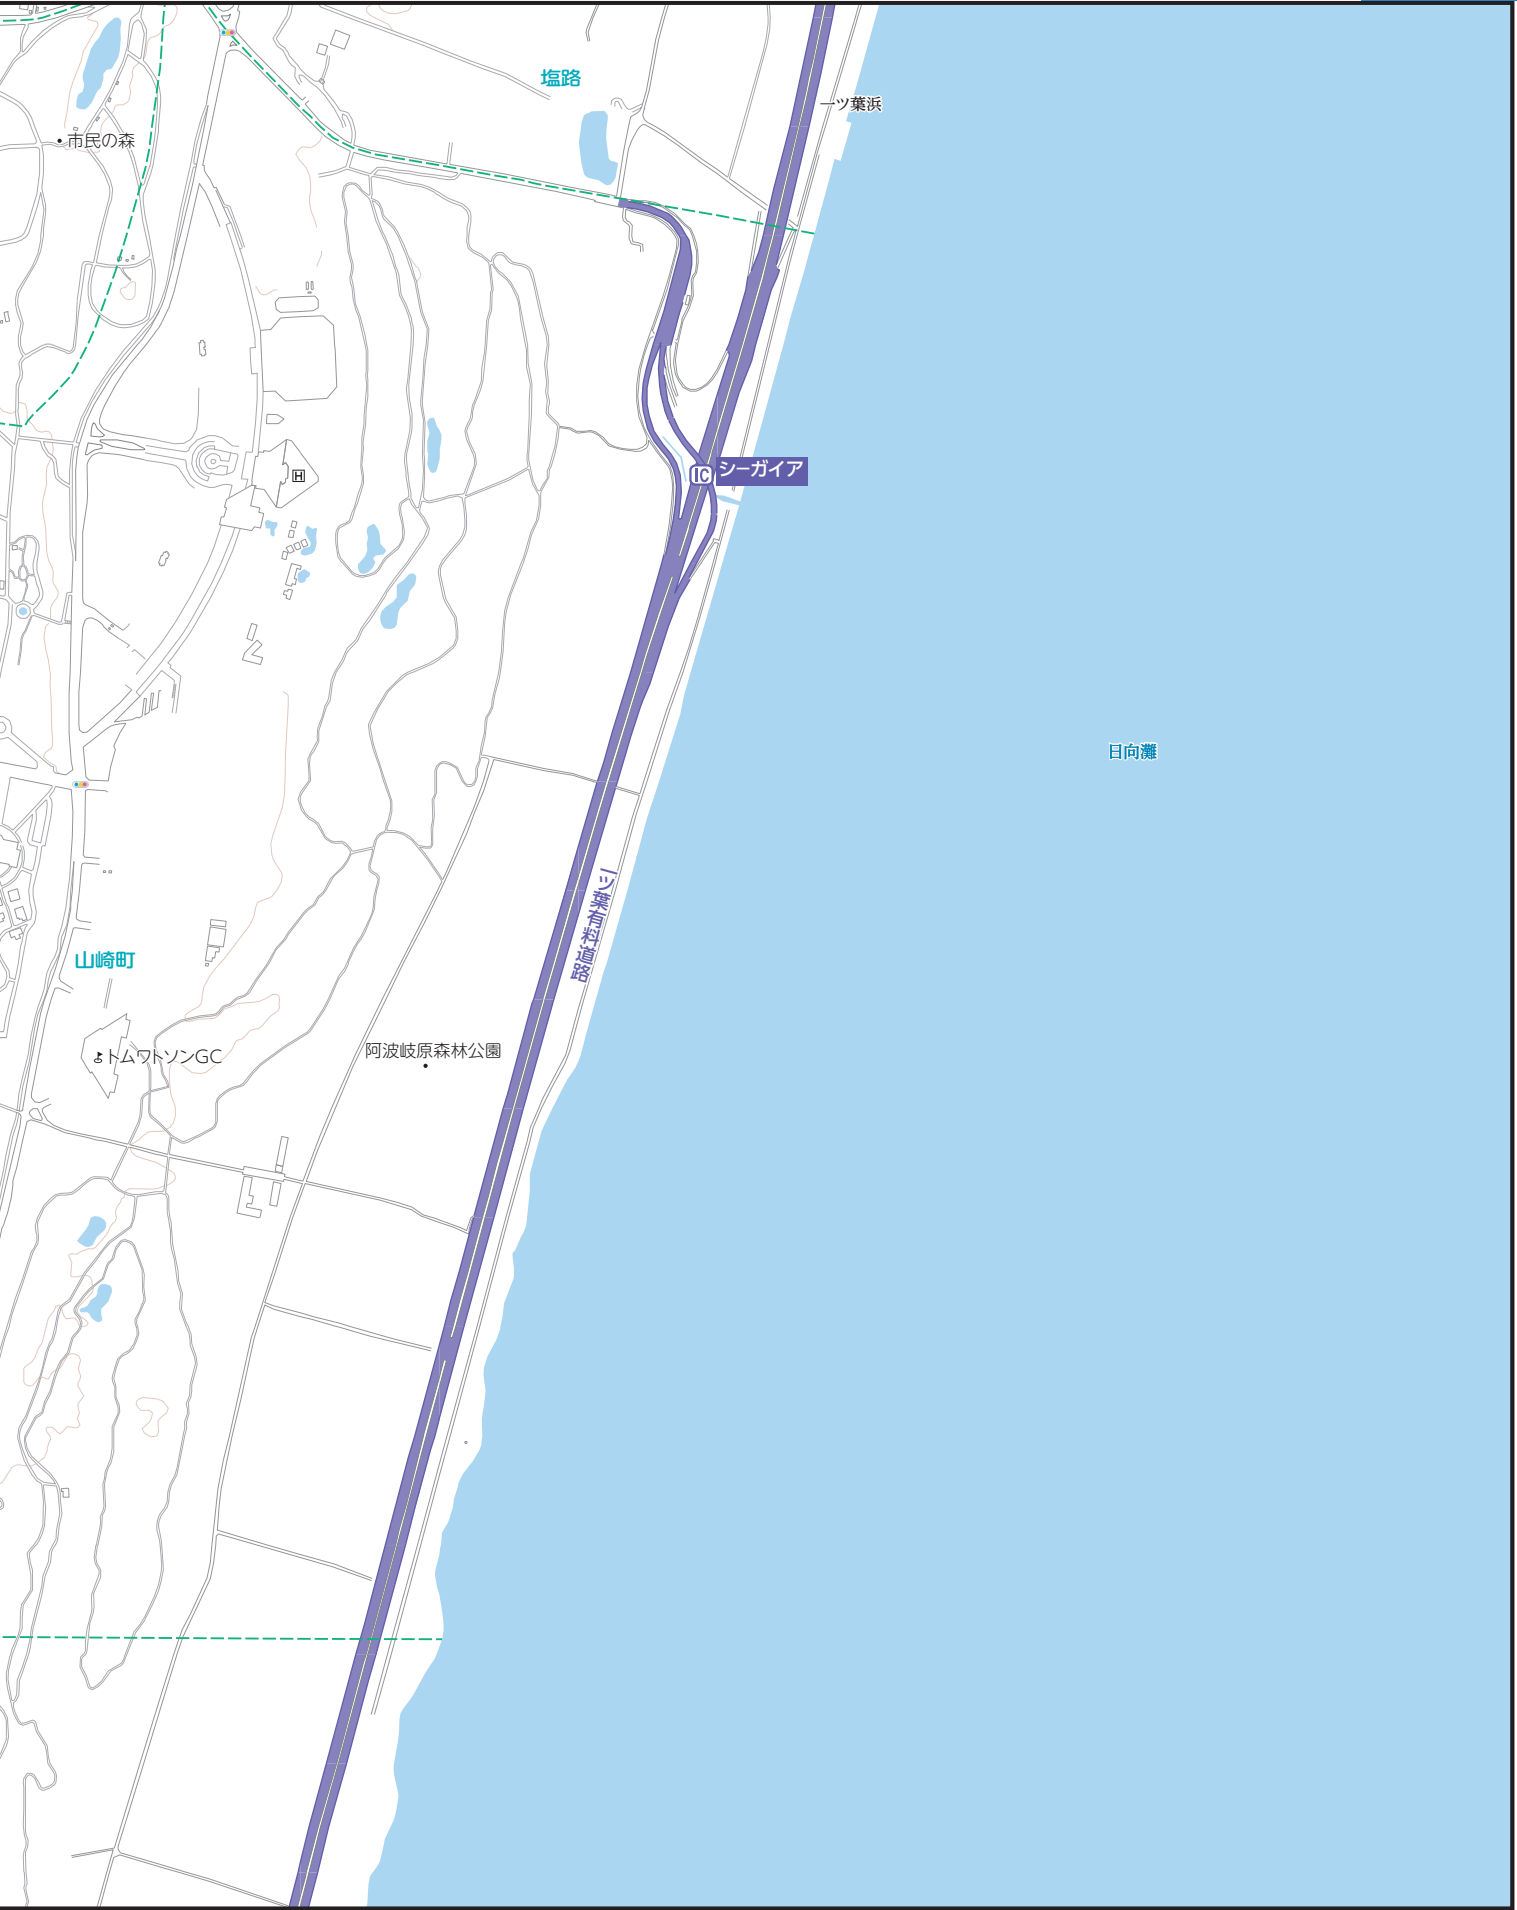 塩路
一ツ葉浜
市民の森
H
IC シーガイア
日向灘
一ツ葉有料道路
山崎町
阿波岐原森林公園
トムワトソンGC